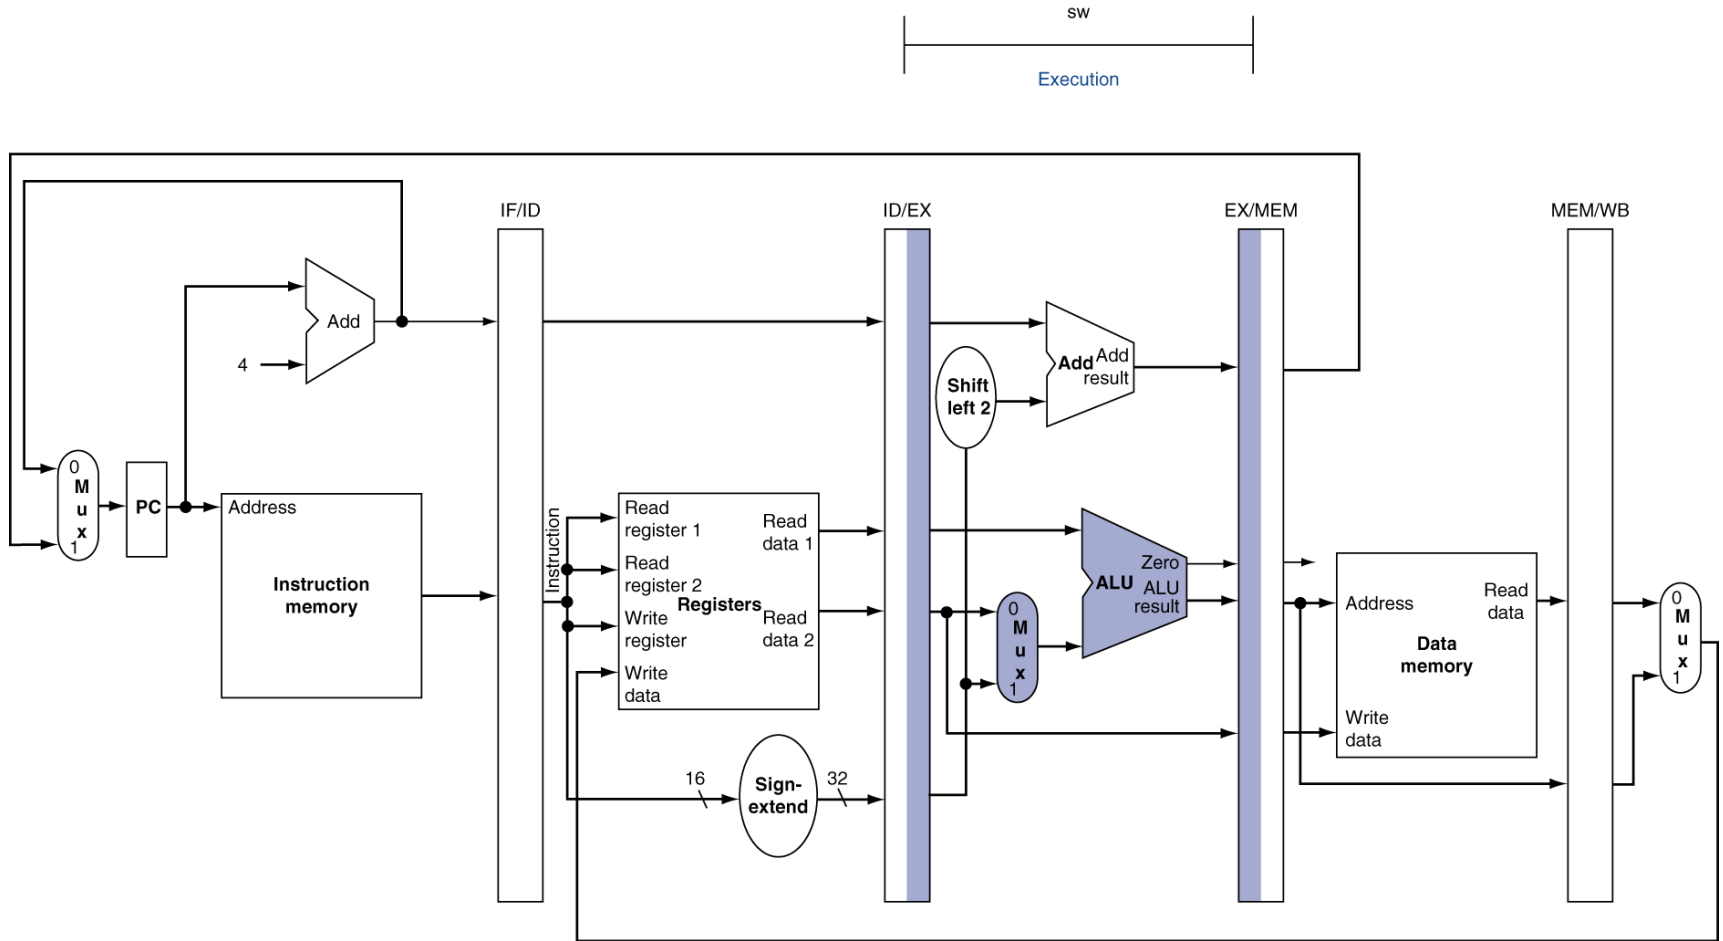 sw
Execution
IF/ID
ID/EX
EX/MEM
MEM/WB
Add
4
Add
Add
result
Shift
left 2
0
M
u
x
1
PC
Address
Instruction
memory
Instruction
Read
register 1
Read
register 2
Write
register
Write
data
Registers
Read
data 1
Read
data 2
16
Sign-
extend
32
0
M
u
x
1
Zero
ALU
ALU
result
Address
Read
data
Data
memory
Write
data
0
M
u
x
1